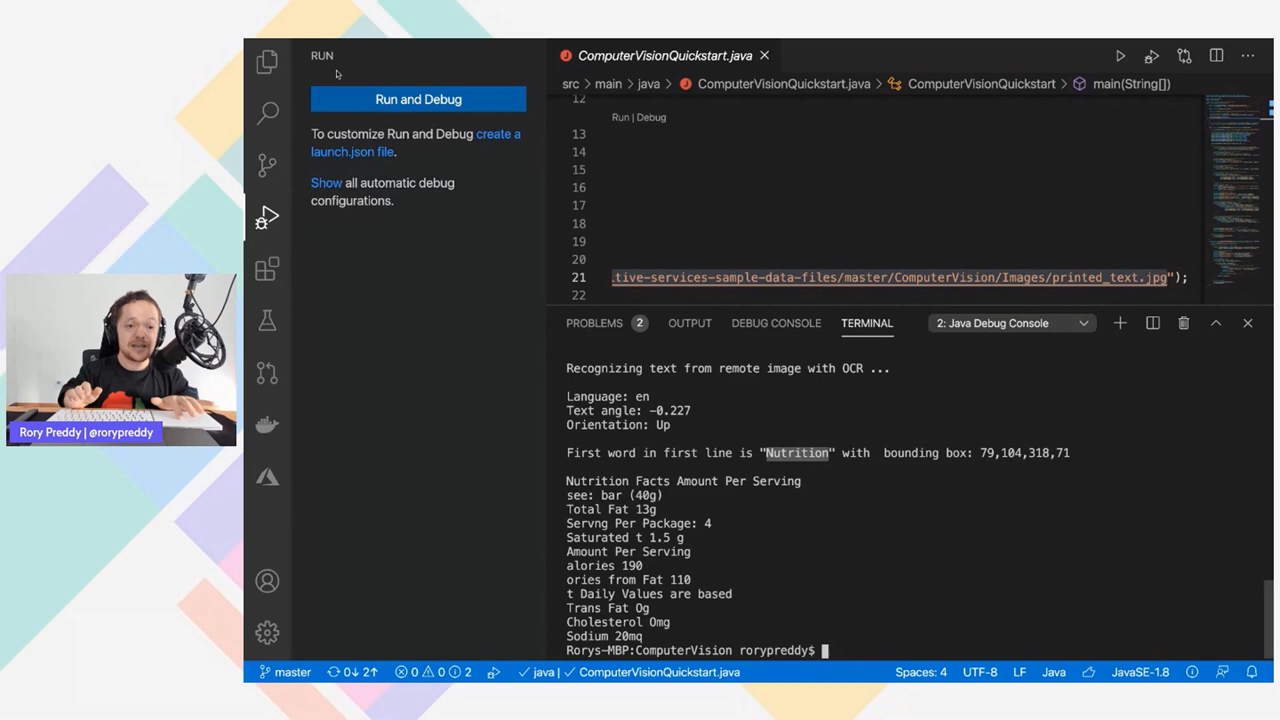 RUN
Run and Debug
To customize Run and Debug create a
launch.json file.
Show all automatic debug
configurations.
ComputerVisionQuickstart.java
src > main > java > ComputerVisionQuickstart.java > ComputerVisionQuickstart > main(String[])
12
Run | Debug
13
14
15
16
17
18
19
20
21 .tive-services-sample-data-files/master/ComputerVision/Images/printed_text.jpg");
22
PROBLEMS 2 OUTPUT DEBUG CONSOLE TERMINAL 2: Java Debug Console
Recognizing text from remote image with OCR ...
Language: en
Text angle: -0.227
Orientation: Up
First word in first line is "Nutrition" with  bounding box: 79,104,318,71
Nutrition Facts Amount Per Serving
see: bar (40g)
Total Fat 13g
Servng Per Package: 4
Saturated t 1.5 g
Amount Per Serving
alories 190
ories from Fat 110
t Daily Values are based
Trans Fat Og
Cholesterol Omg
Sodium 20mq
Rorys-MBP:ComputerVision rorypreddy$
Rory Preddy | @rorypreddy
master 0↓ 2↑ 0 0 2 ✓ java | ✓ ComputerVisionQuickstart.java Spaces: 4 UTF-8 LF Java JavaSE-1.8